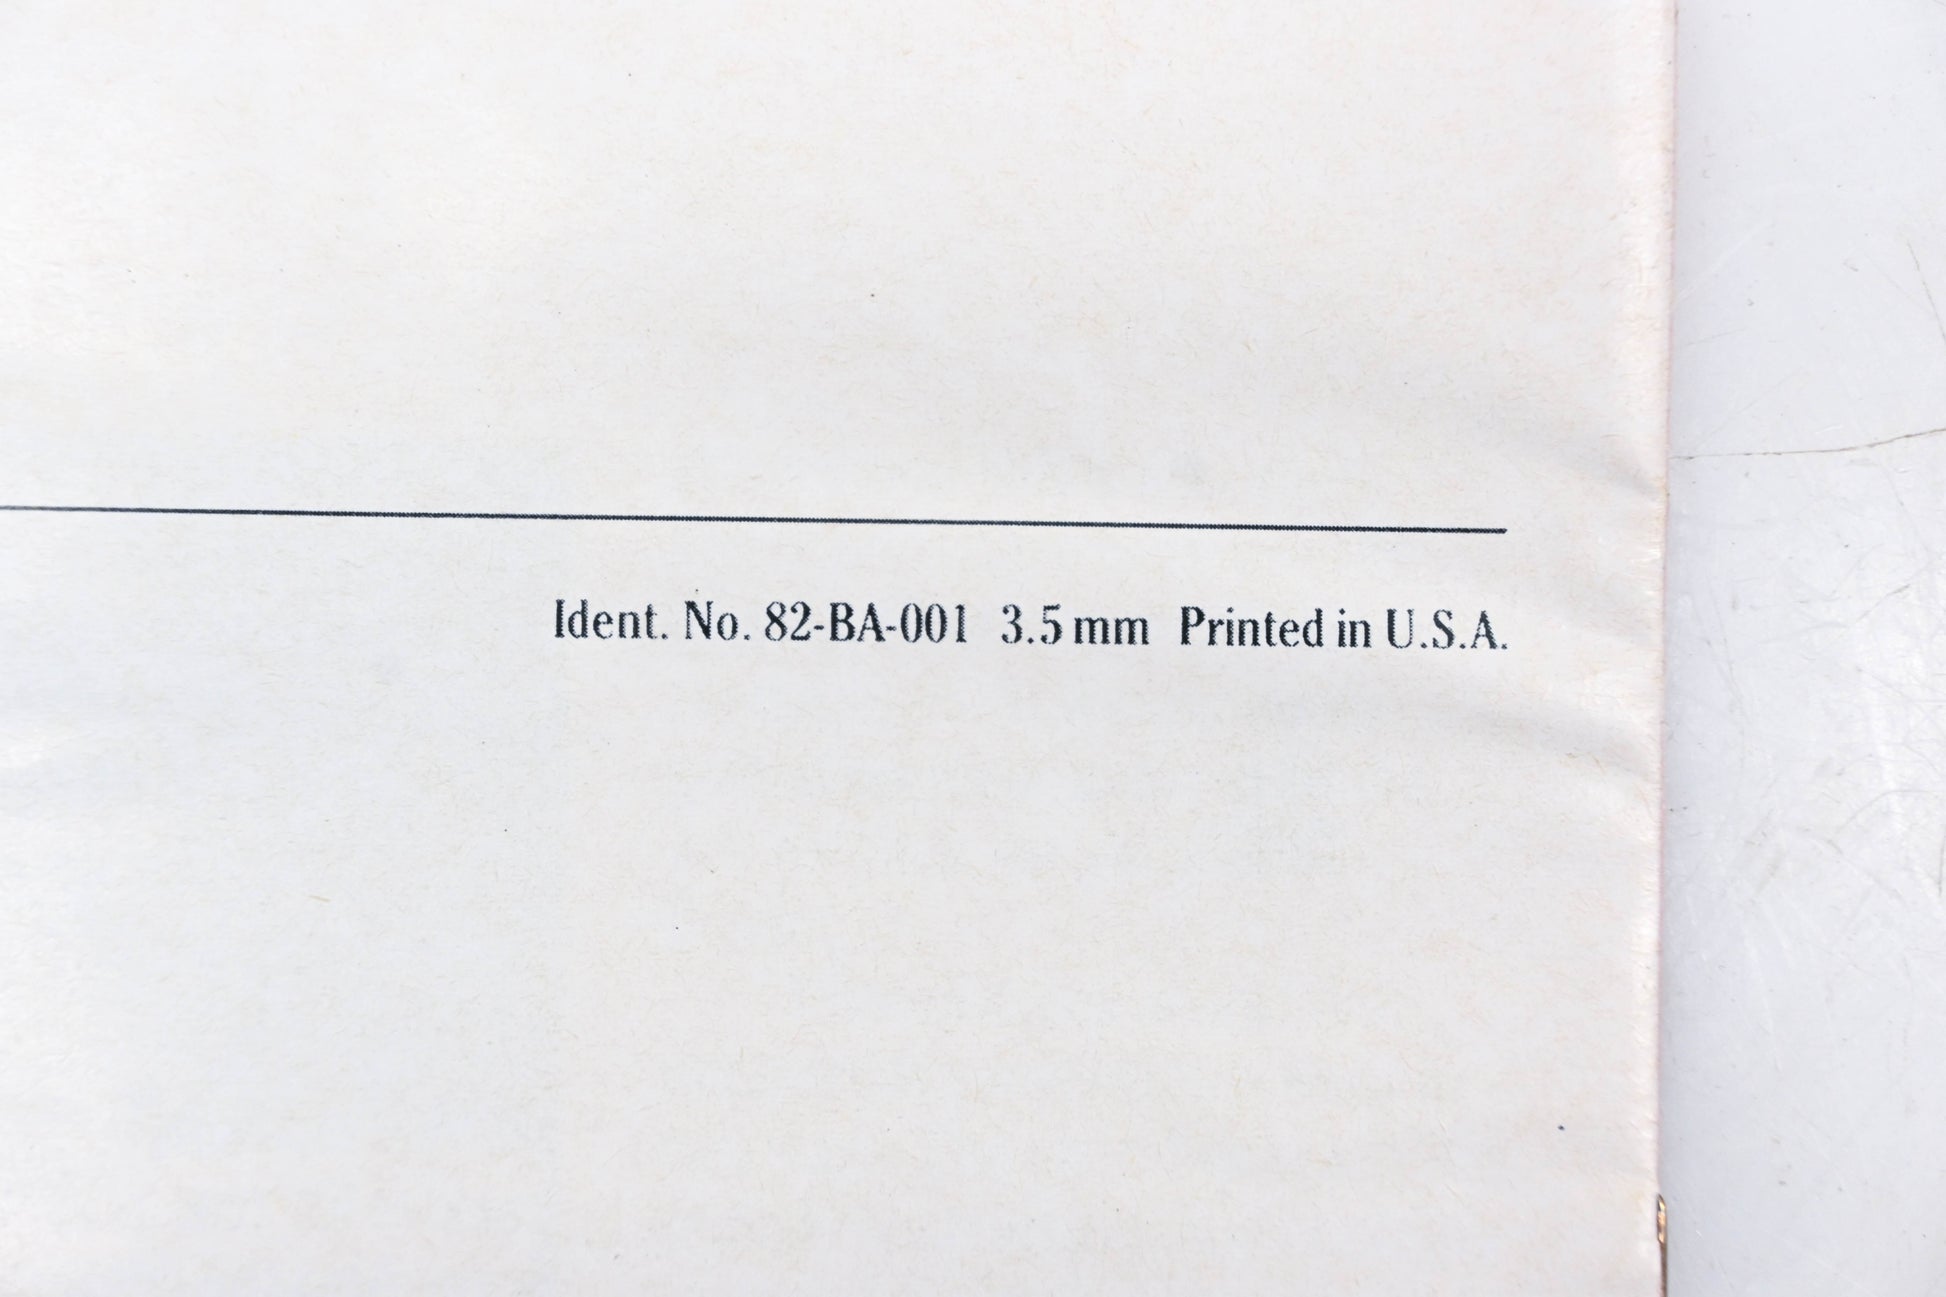 Ident. No. 82-BA-001 3.5 mm Printed in U.S.A.